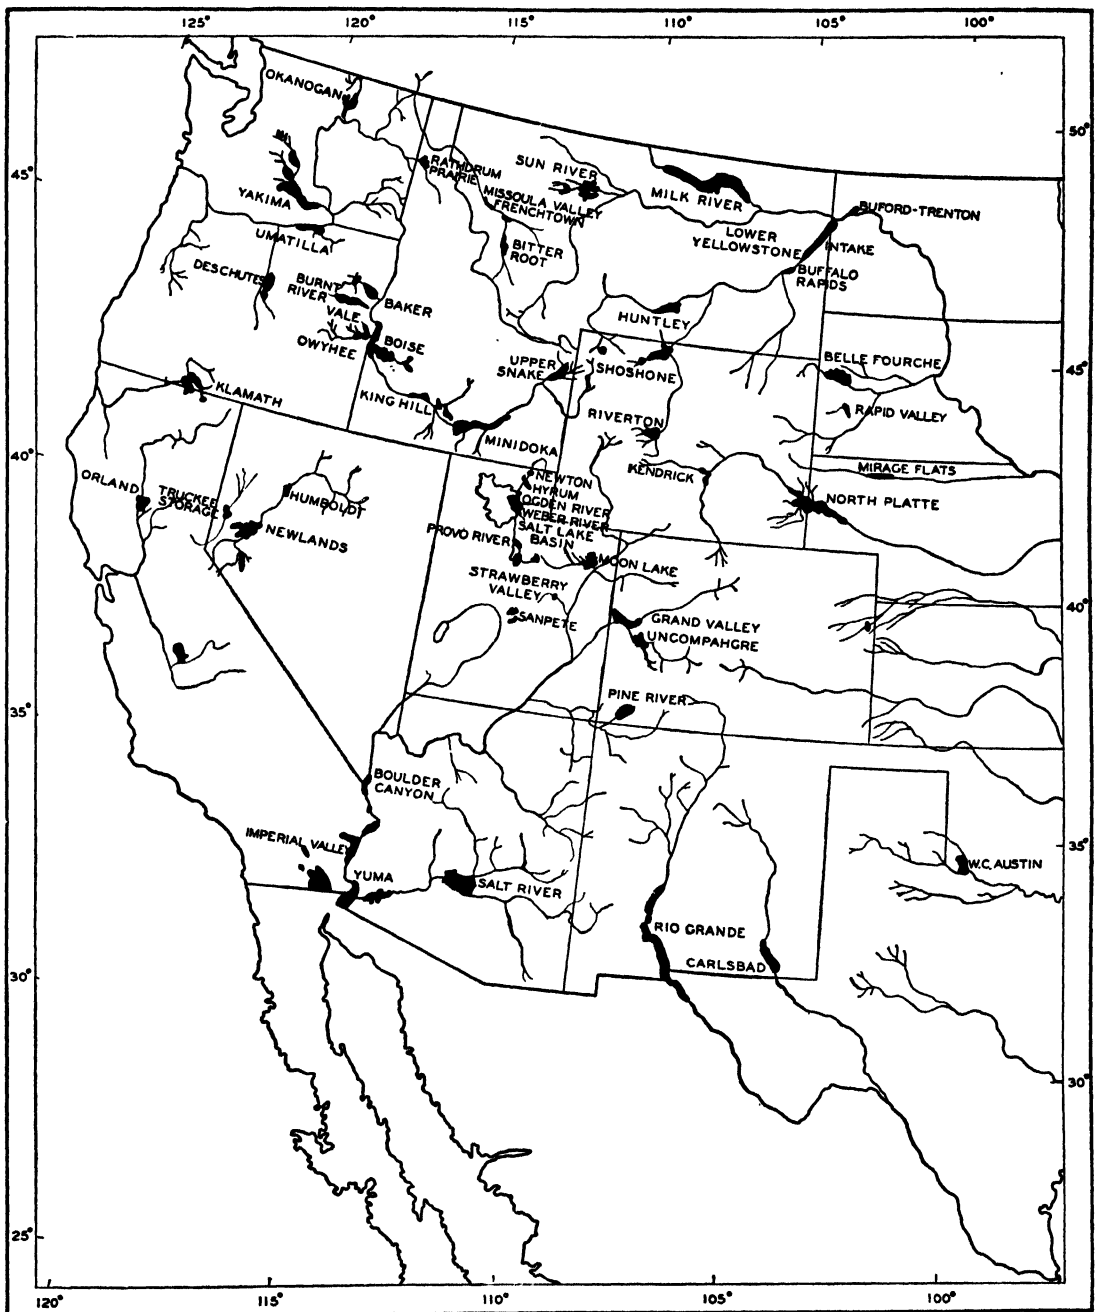 125° 120° 115° 110° 105° 100°
50°
45°
OKANOGAN
RATHDRUM
PRAIRIE
SUN RIVER
MILK RIVER
MISSOULA VALLEY
FRENCHTOWN
YAKIMA
BUFORD-TRENTON
UMATILLA
LOWER
YELLOWSTONE
INTAKE
BITTER
ROOT
DESCHUTES
BUFFALO
RAPIDS
BURNT
RIVER
BAKER
VALE
HUNTLEY
OWYHEE
BOISE
UPPER
SNAKE
SHOSHONE
BELLE FOURCHE
45°
KLAMATH
KING HILL
RIVERTON
RAPID VALLEY
MINIDOKA
40°
KENDRICK
MIRAGE FLATS
ORLAND
TRUCKEE
STORAGE
HUMBOLDT
NEWTON
HYRUM
OGDEN RIVER
WEBER RIVER
SALT LAKE
BASIN
NORTH PLATTE
NEWLANDS
PROVO RIVER
MOON LAKE
STRAWBERRY
VALLEY
SANPETE
GRAND VALLEY
UNCOMPAHGRE
40°
PINE RIVER
35°
BOULDER
CANYON
IMPERIAL VALLEY
35°
YUMA
SALT RIVER
W.C. AUSTIN
RIO GRANDE
CARLSBAD
30°
30°
25°
120° 115° 110° 105° 100°